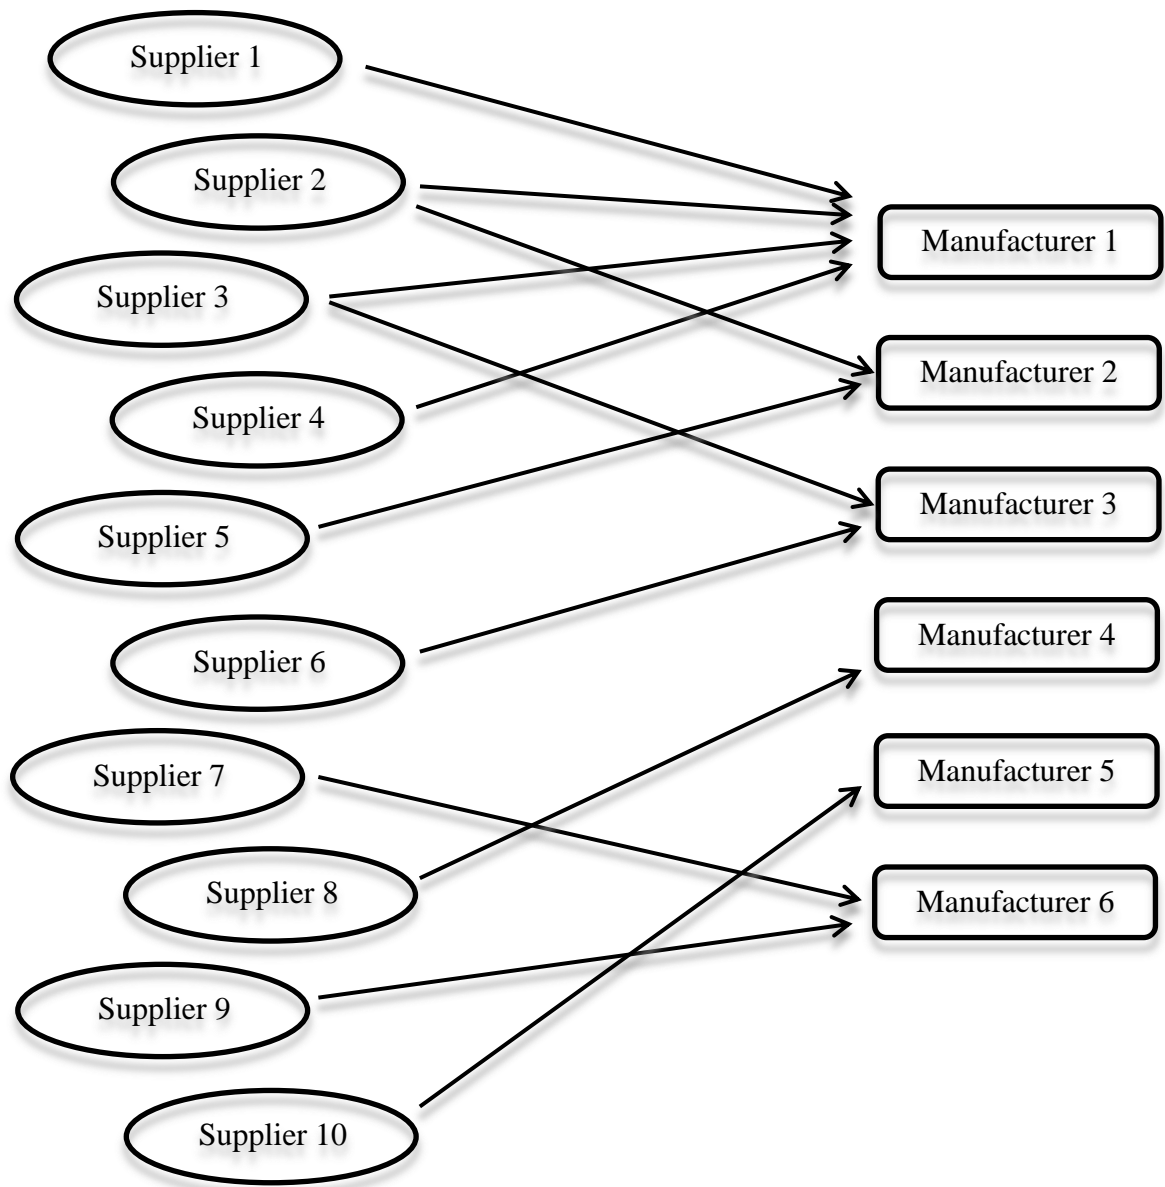 Supplier 1
Supplier 2
Supplier 3
Supplier 4
Supplier 5
Supplier 6
Supplier 7
Supplier 8
Supplier 9
Supplier 10
Manufacturer 1
Manufacturer 2
Manufacturer 3
Manufacturer 4
Manufacturer 5
Manufacturer 6